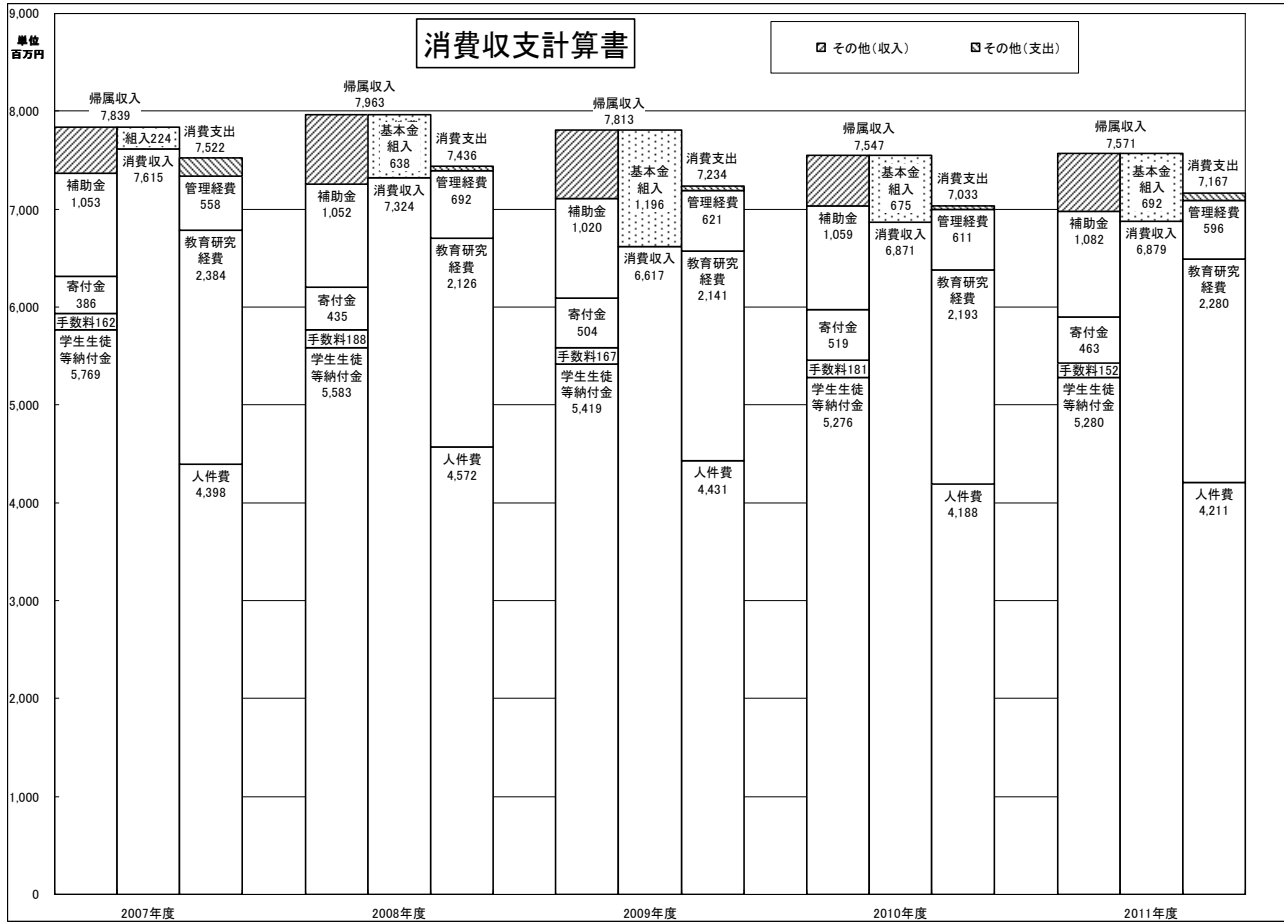 消費収支計算書
その他(収入)
その他(支出)
単位
百万円
9,000
8,000
7,000
6,000
5,000
4,000
3,000
2,000
1,000
0
帰属収入
7,839
補助金
1,053
寄付金
386
手数料162
学生生徒
等納付金
5,769
組入224
消費収入
7,615
消費支出
7,522
管理経費
558
教育研究
経費
2,384
人件費
4,398
2007年度
帰属収入
7,963
補助金
1,052
寄付金
435
手数料188
学生生徒
等納付金
5,583
基本金
組入
638
消費収入
7,324
消費支出
7,436
管理経費
692
教育研究
経費
2,126
人件費
4,572
2008年度
帰属収入
7,813
補助金
1,020
寄付金
504
手数料167
学生生徒
等納付金
5,419
基本金
組入
1,196
消費収入
6,617
消費支出
7,234
管理経費
621
教育研究
経費
2,141
人件費
4,431
2009年度
帰属収入
7,547
補助金
1,059
寄付金
519
手数料181
学生生徒
等納付金
5,276
基本金
組入
675
消費収入
6,871
消費支出
7,033
管理経費
611
教育研究
経費
2,193
人件費
4,188
2010年度
帰属収入
7,571
補助金
1,082
寄付金
463
手数料152
学生生徒
等納付金
5,280
基本金
組入
692
消費収入
6,879
消費支出
7,167
管理経費
596
教育研究
経費
2,280
人件費
4,211
2011年度